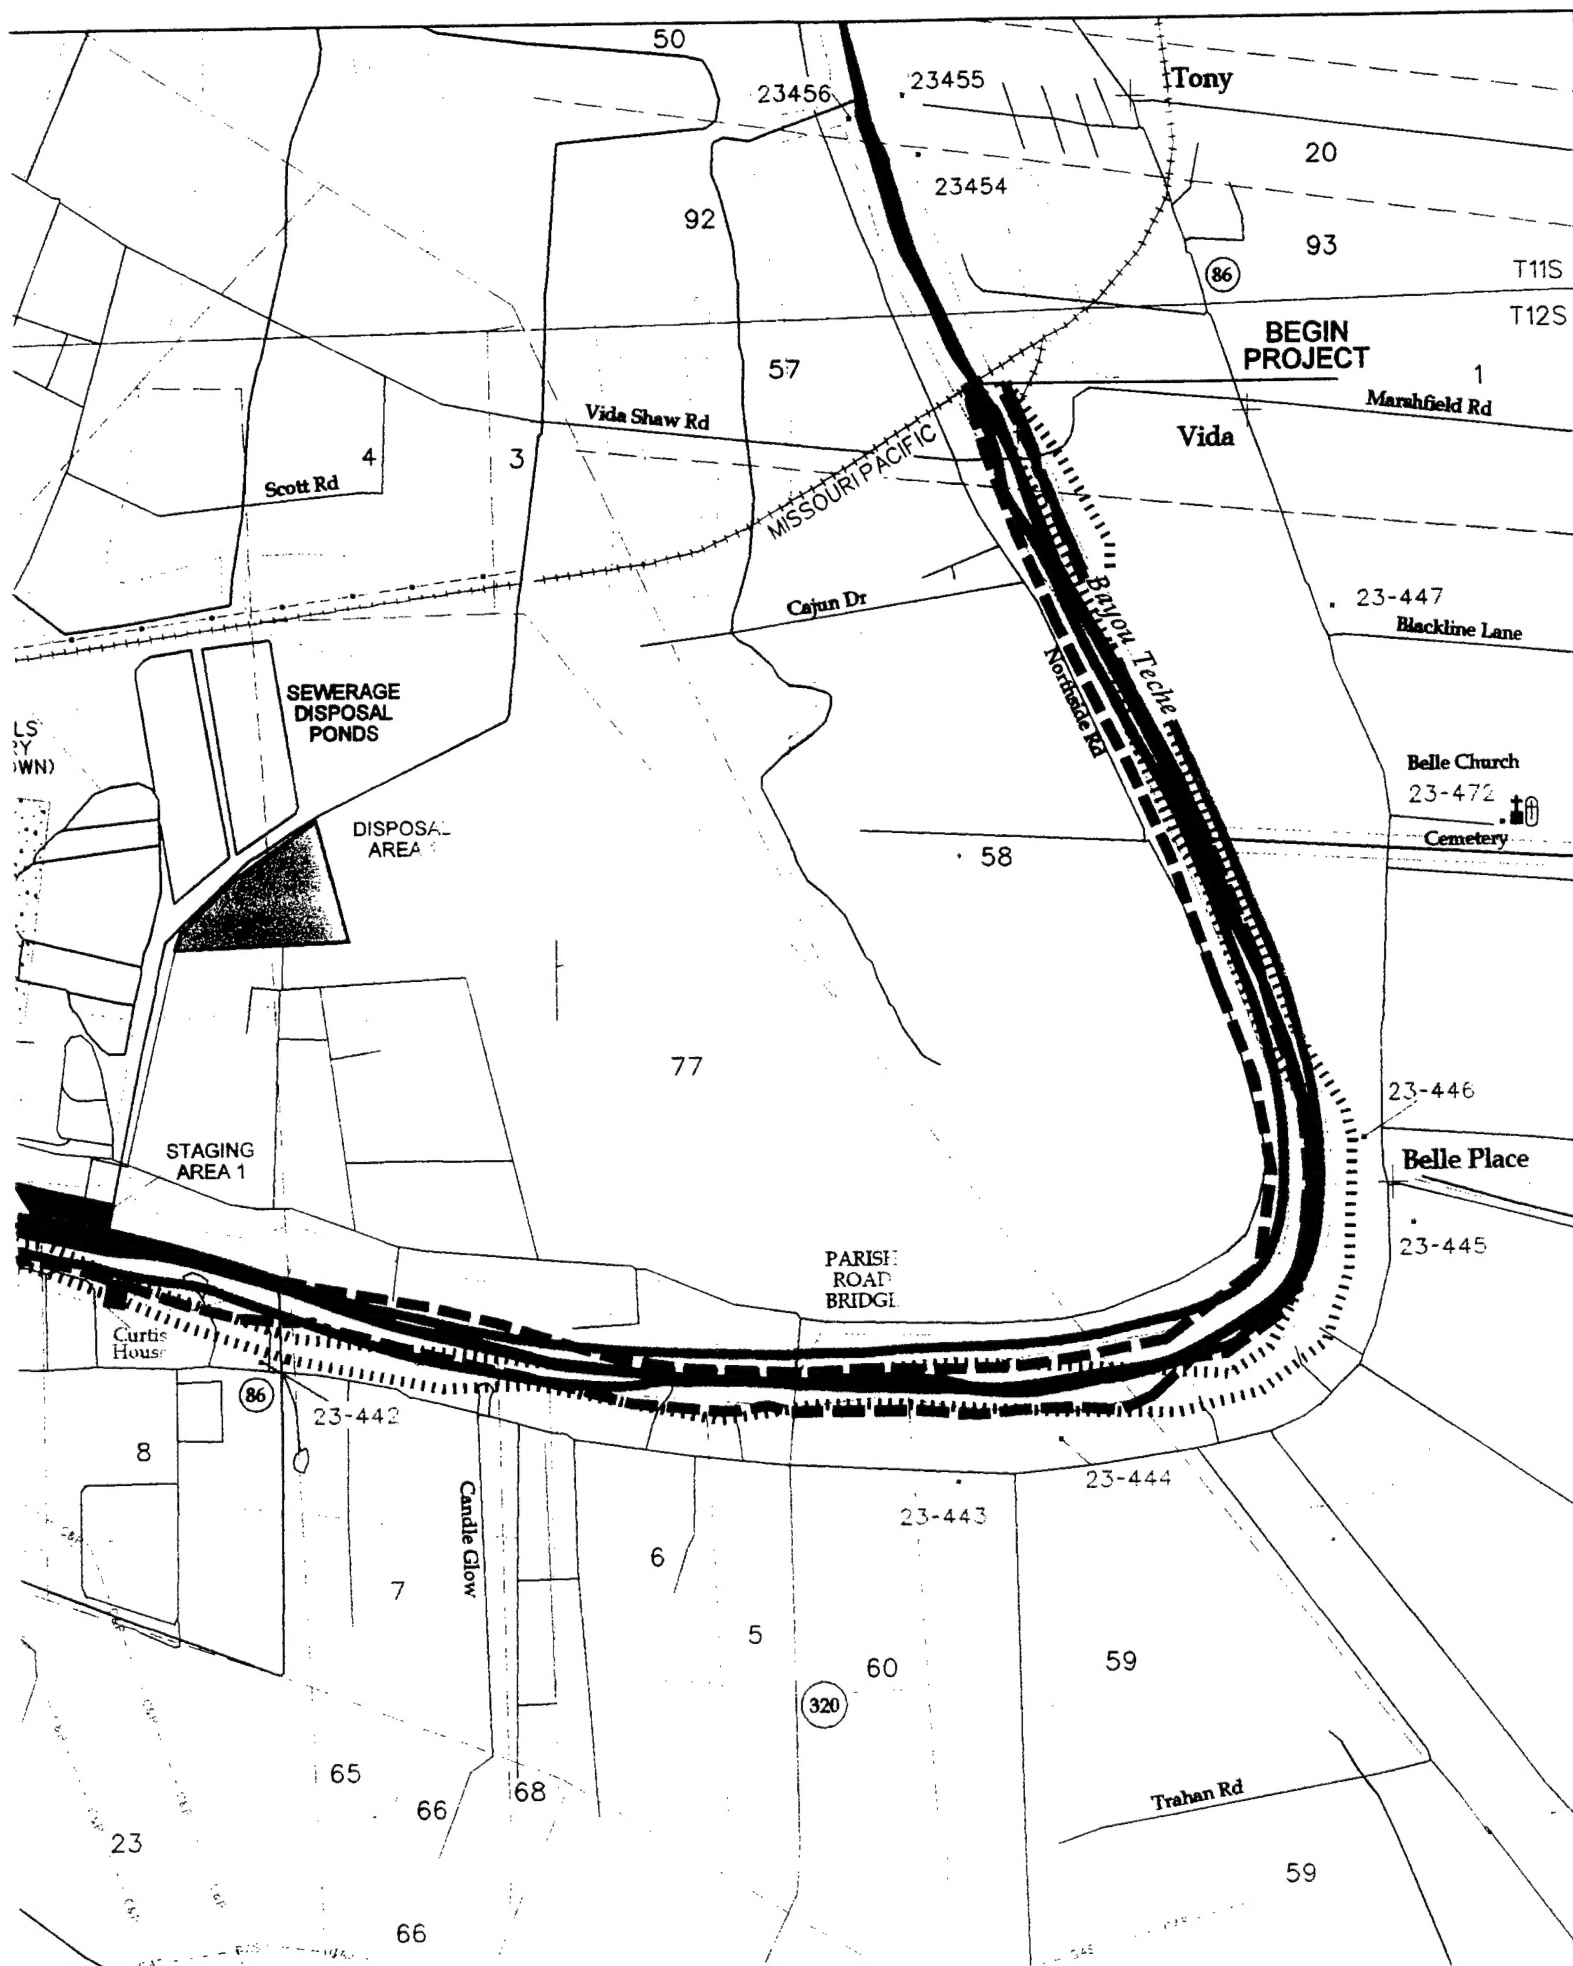 50
23456
23455
Tony
20
23454
92
93
86
T11S
T12S
BEGIN
PROJECT
57
1
Marshfield Rd
Vida Shaw Rd
Vida
MISSOURI PACIFIC
4
3
Scott Rd
Cajun Dr
Bayou Teche
23-447
Blackline Lane
Northside Rd
SEWERAGE
DISPOSAL
PONDS
Belle Church
23-472
Cemetery
DISPOSAL
AREA
58
77
23-446
STAGING
AREA 1
Belle Place
23-445
PARISH
ROAD
BRIDGE
Curtis
House
86
23-442
8
23-444
23-443
Candle Glow
6
7
5
60
59
320
65
66
68
Trahan Rd
23
59
66
GAS